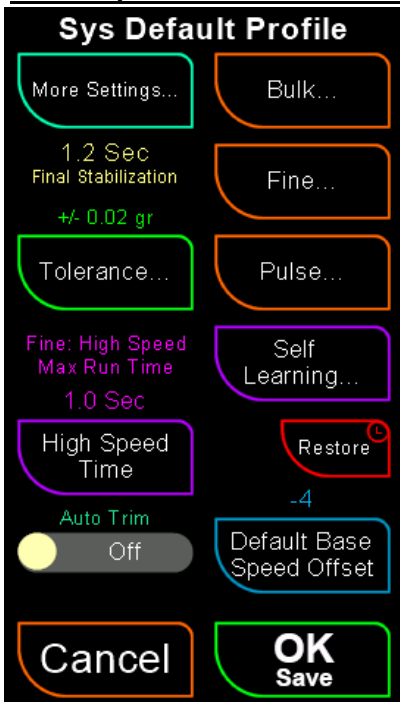 Sys Default Profile
More Settings...
Bulk...
1.2 Sec
Final Stabilization
Fine...
+/- 0.02 gr
Tolerance...
Pulse...
Fine: High Speed
Max Run Time
1.0 Sec
Self
Learning...
High Speed
Time
Restore
-4
Auto Trim
Off
Default Base
Speed Offset
Cancel
OK
Save